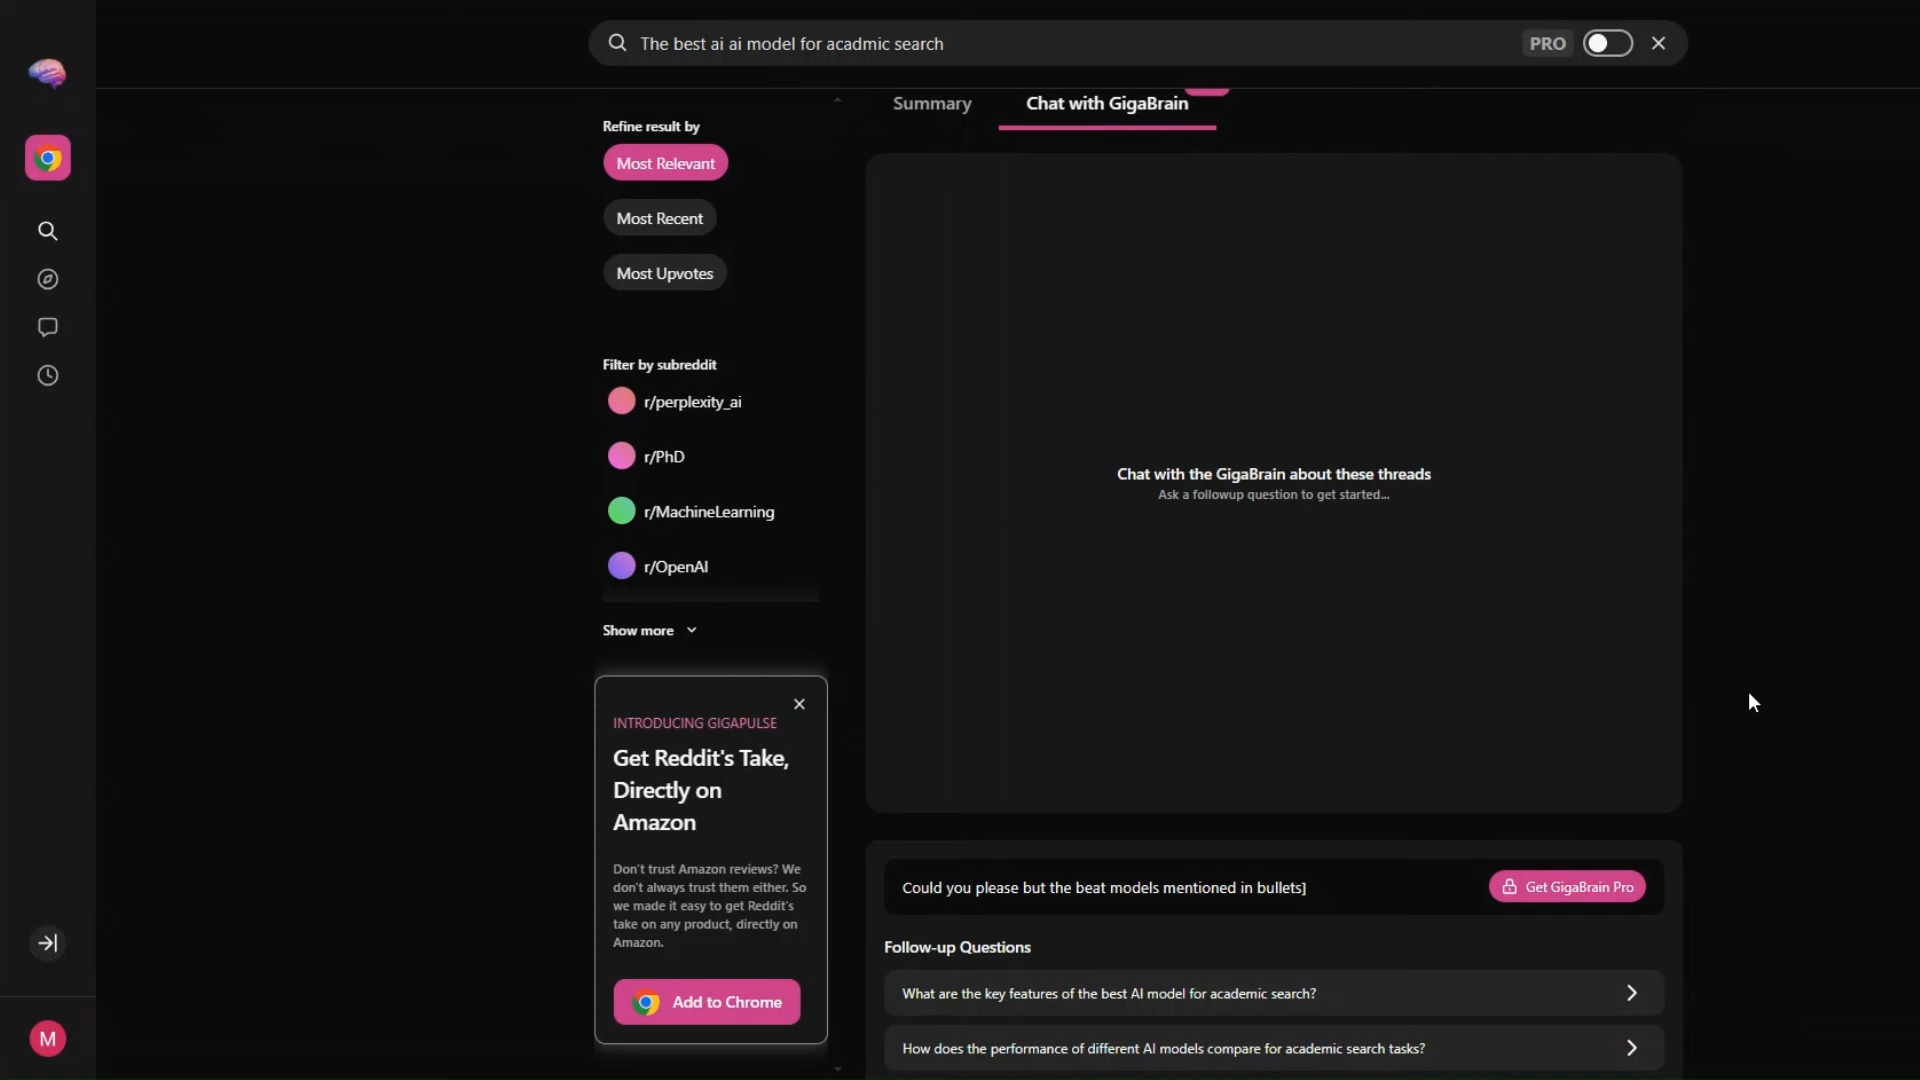 The best ai ai model for acadmic search
PRO
Summary
Chat with GigaBrain
Refine result by
Most Relevant
Most Recent
Most Upvotes
Filter by subreddit
r/perplexity_ai
r/PhD
r/MachineLearning
r/OpenAI
Show more
INTRODUCING GIGAPULSE
Get Reddit's Take,
Directly on
Amazon
Don't trust Amazon reviews? We
don't always trust them either. So
we made it easy to get Reddit's
take on any product, directly on
Amazon.
Add to Chrome
M
Chat with the GigaBrain about these threads
Ask a followup question to get started...
Could you please but the beat models mentioned in bullets]
Get GigaBrain Pro
Follow-up Questions
What are the key features of the best AI model for academic search?
How does the performance of different AI models compare for academic search tasks?